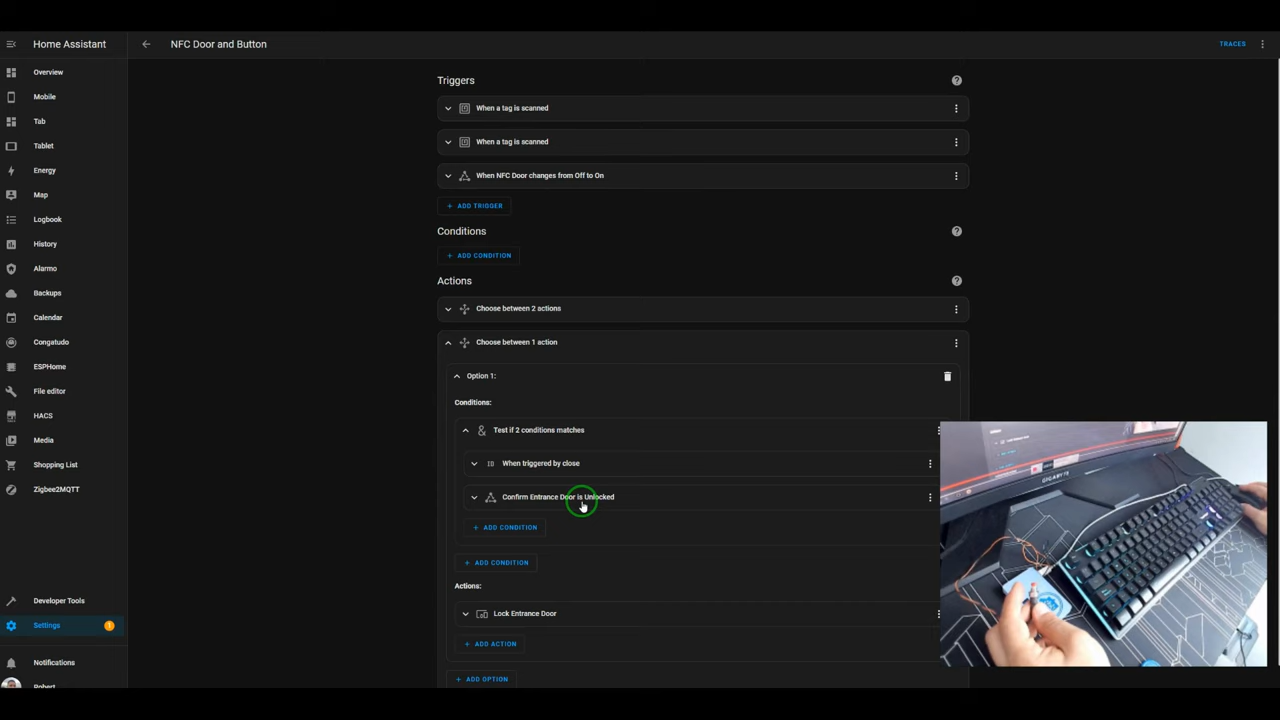 Home Assistant
NFC Door and Button
TRACES
Overview
Mobile
Tab
Tablet
Energy
Map
Logbook
History
Alarmo
Backups
Calendar
Congatudo
ESPHome
File editor
HACS
Media
Shopping List
Zigbee2MQTT
Developer Tools
Settings
1
Notifications
Robert
Triggers
When a tag is scanned
When a tag is scanned
When NFC Door changes from Off to On
+ ADD TRIGGER
Conditions
+ ADD CONDITION
Actions
Choose between 2 actions
Choose between 1 action
Option 1:
Conditions:
Test if 2 conditions matches
ID When triggered by close
Confirm Entrance Door is Unlocked
+ ADD CONDITION
+ ADD CONDITION
Actions:
Lock Entrance Door
+ ADD ACTION
+ ADD OPTION
GIGABYTE